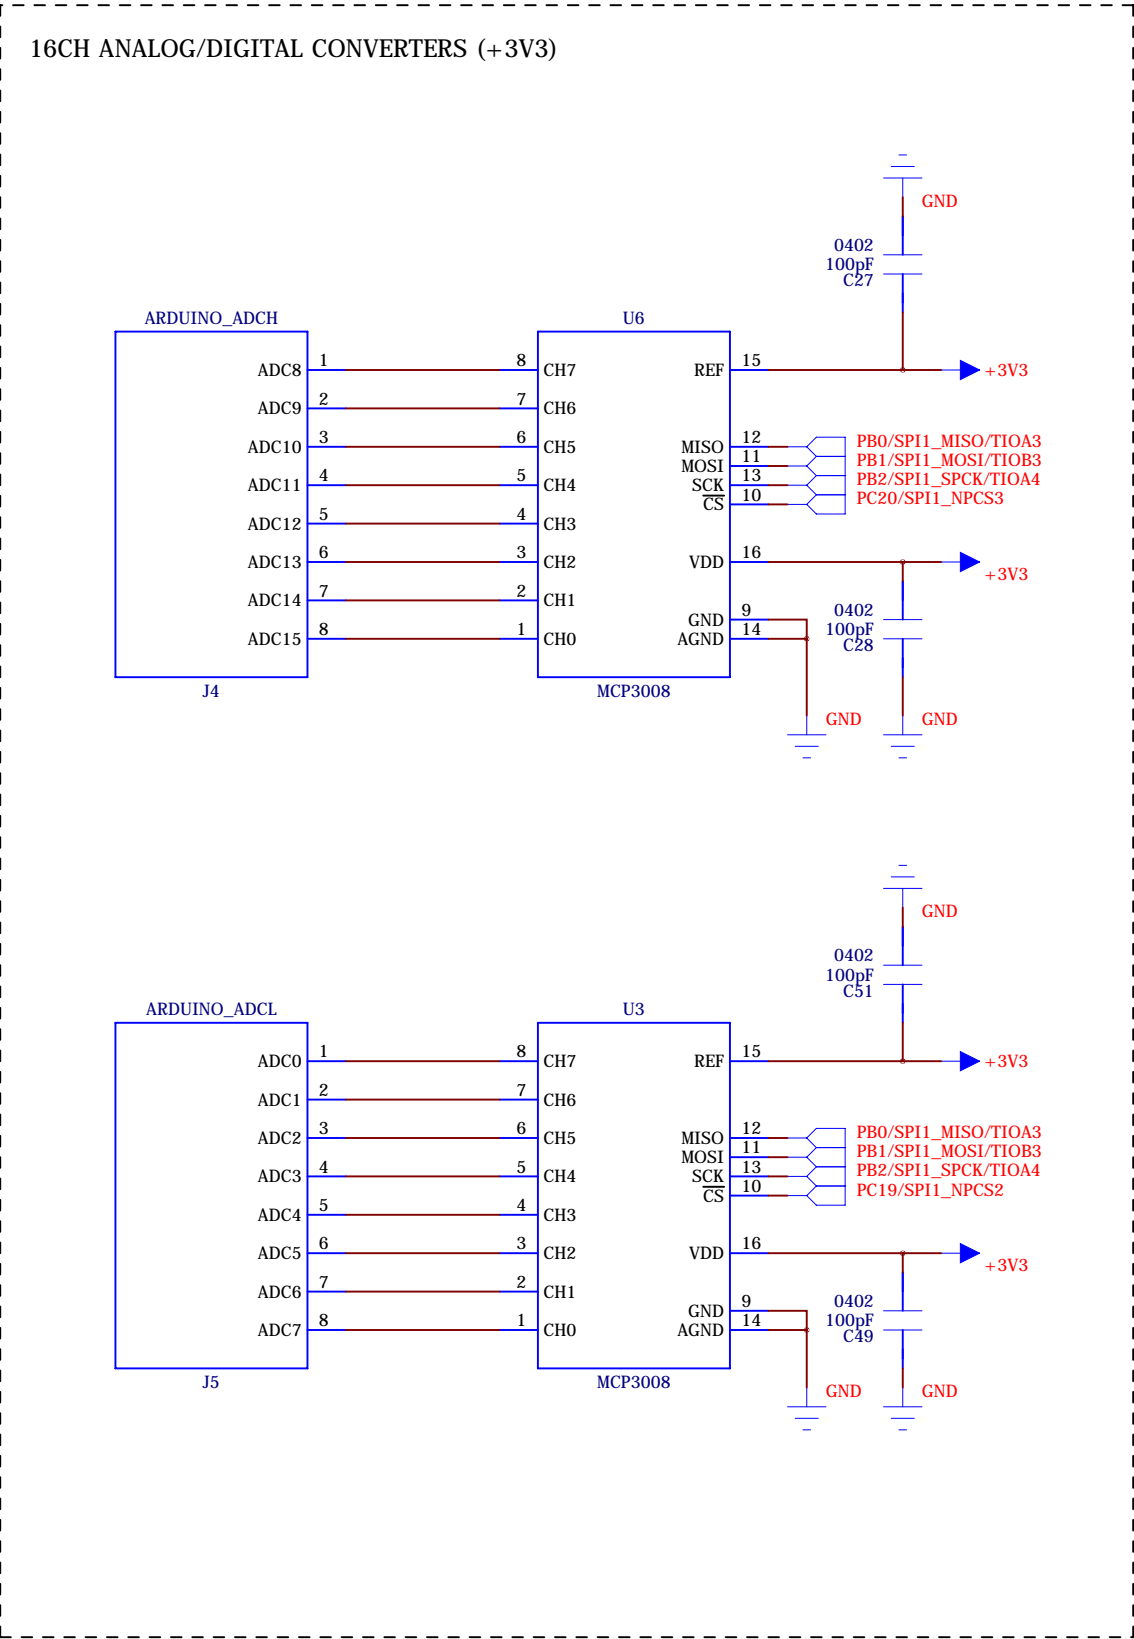 16CH ANALOG/DIGITAL CONVERTERS (+3V3)
GND
0402
100pF
C27
ARDUINO_ADCH
U6
ADC8 1 8 CH7 REF 15 +3V3
ADC9 2 7 CH6
ADC10 3 6 CH5 MISO 12 PB0/SPI1_MISO/TIOA3
MOSI 11 PB1/SPI1_MOSI/TIOB3
ADC11 4 5 CH4 SCK 13 PB2/SPI1_SPCK/TIOA4
CS 10 PC20/SPI1_NPCS3
ADC12 5 4 CH3
ADC13 6 3 CH2 VDD 16 +3V3
ADC14 7 2 CH1
GND 9
ADC15 8 1 CH0 AGND 14
0402
100pF
C28
J4
MCP3008
GND
GND
GND
0402
100pF
C51
ARDUINO_ADCL
U3
ADC0 1 8 CH7 REF 15 +3V3
ADC1 2 7 CH6
ADC2 3 6 CH5 MISO 12 PB0/SPI1_MISO/TIOA3
MOSI 11 PB1/SPI1_MOSI/TIOB3
ADC3 4 5 CH4 SCK 13 PB2/SPI1_SPCK/TIOA4
CS 10 PC19/SPI1_NPCS2
ADC4 5 4 CH3
ADC5 6 3 CH2 VDD 16 +3V3
ADC6 7 2 CH1
GND 9
ADC7 8 1 CH0 AGND 14
0402
100pF
C49
J5
MCP3008
GND
GND